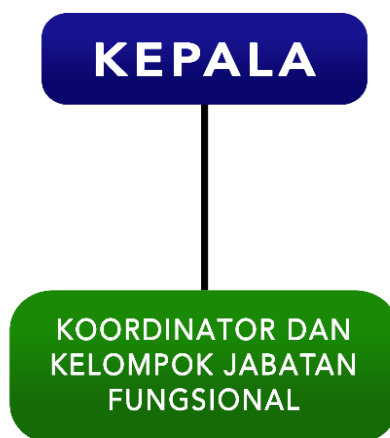 KEPALA
KOORDINATOR DAN
KELOMPOK JABATAN
FUNGSIONAL